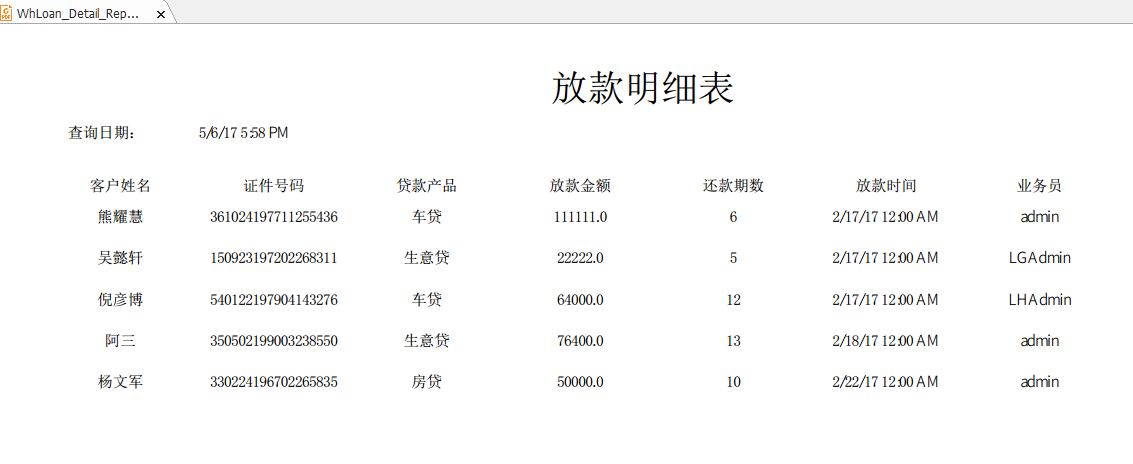 WhLoan_Detail_Rep...
放款明细表
查询日期： 5/6/17 5:58 PM
客户姓名 证件号码 贷款产品 放款金额 还款期数 放款时间 业务员
熊耀慧 361024197711255436 车贷 111111.0 6 2/17/17 12:00 AM admin
吴懿轩 150923197202268311 生意贷 22222.0 5 2/17/17 12:00 AM LGAdmin
倪彦博 540122197904143276 车贷 64000.0 12 2/17/17 12:00 AM LHAdmin
阿三 350502199003238550 生意贷 76400.0 13 2/18/17 12:00 AM admin
杨文军 330224196702265835 房贷 50000.0 10 2/22/17 12:00 AM admin